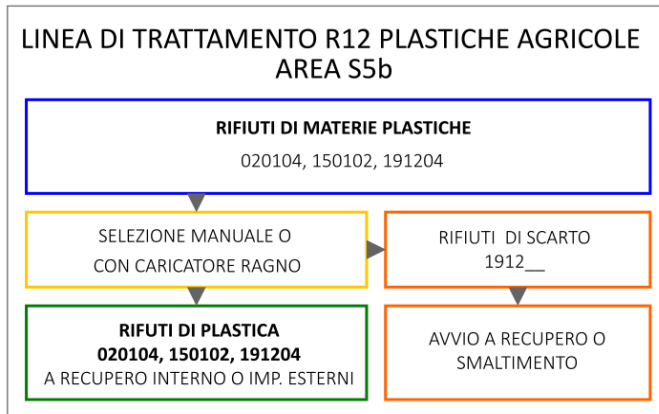 LINEA DI TRATTAMENTO R12 PLASTICHE AGRICOLE
AREA S5b
RIFIUTI DI MATERIE PLASTICHE
020104, 150102, 191204
SELEZIONE MANUALE O
CON CARICATORE RAGNO
RIFIUTI DI SCARTO
1912__
RIFUTI DI PLASTICA
020104, 150102, 191204
A RECUPERO INTERNO O IMP. ESTERNI
AVVIO A RECUPERO O
SMALTIMENTO